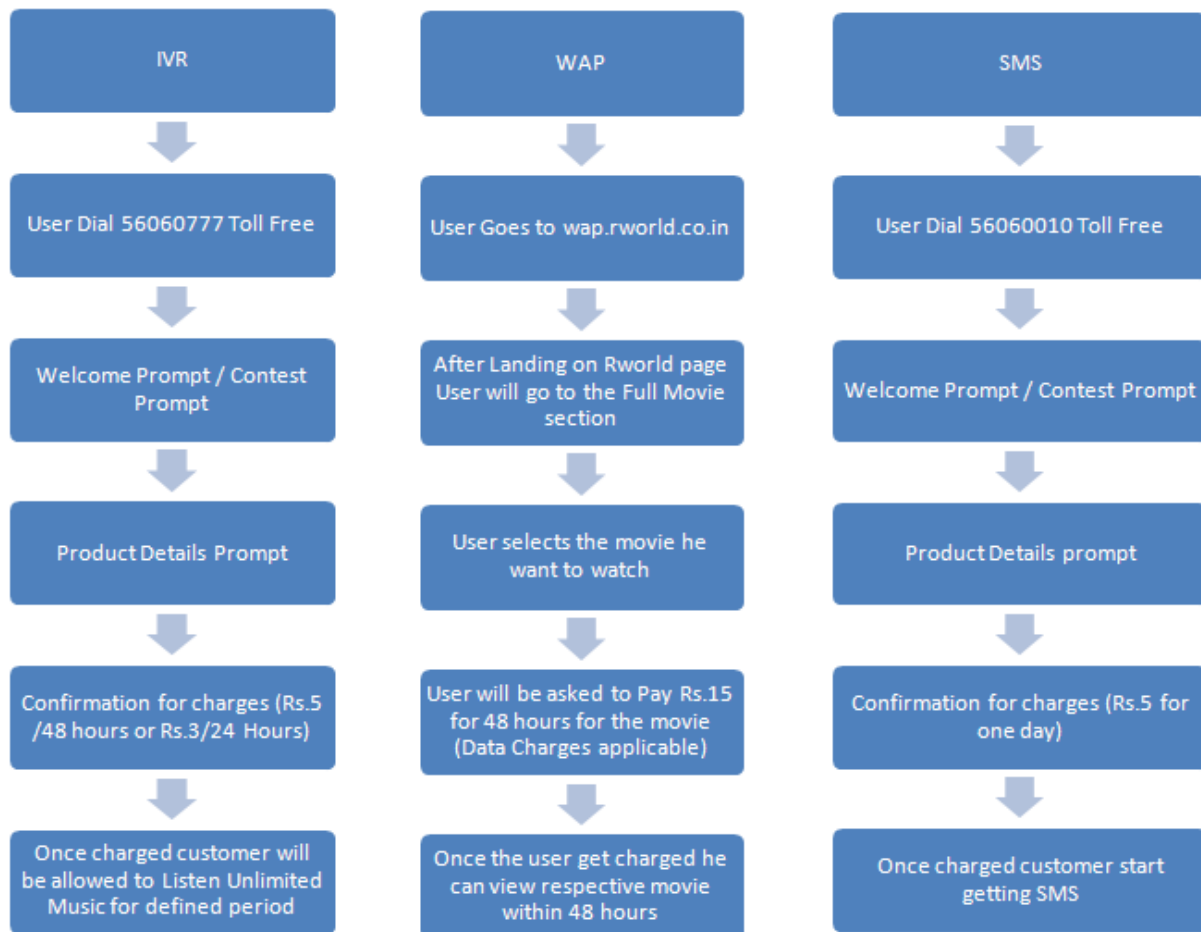 IVR
User Dial 56060777 Toll Free
Welcome Prompt / Contest
Prompt
Product Details Prompt
Confirmation for charges (Rs.5
/48 hours or Rs.3/24 Hours)
Once charged customer will
be allowed to Listen Unlimited
Music for defined period
WAP
User Goes to wap.rworld.co.in
After Landing on Rworld page
User will go to the Full Movie
section
User selects the movie he
want to watch
User will be asked to Pay Rs.15
for 48 hours for the movie
(Data Charges applicable)
Once the user get charged he
can view respective movie
within 48 hours
SMS
User Dial 56060010 Toll Free
Welcome Prompt / Contest Prompt
Product Details prompt
Confirmation for charges (Rs.5 for
one day)
Once charged customer start
getting SMS